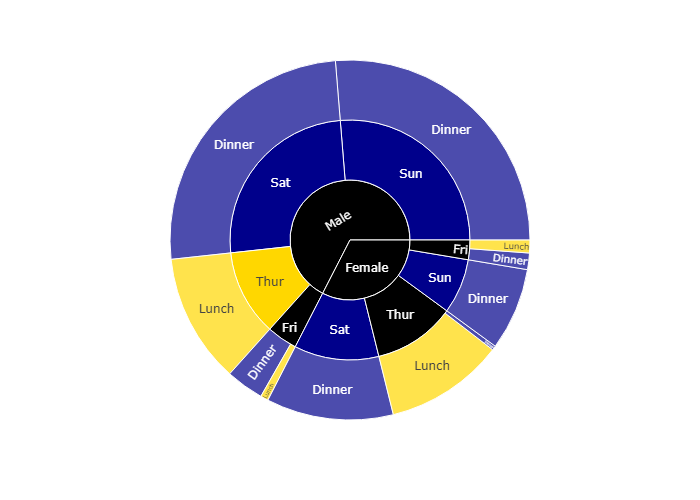 Dinner
Dinner
Sun
Sat
Male
Lunch
Fri
Dinner
Female
Sun
Thur
Dinner
Lunch
Thur
Fri
Sat
Dinner
Lunch
Lunch
Dinner